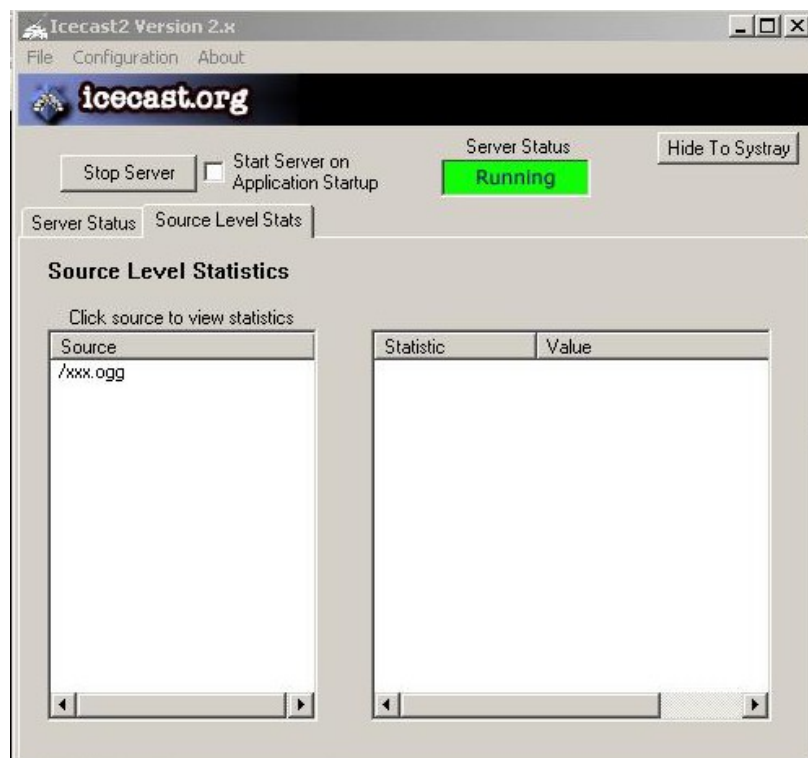 Icecast2 Version 2.x
File Configuration About
icecast.org
Stop Server
Start Server on
Application Startup
Server Status
Running
Hide To Systray
Server Status
Source Level Stats
Source Level Statistics
Click source to view statistics
Source
/xxx.ogg
Statistic Value